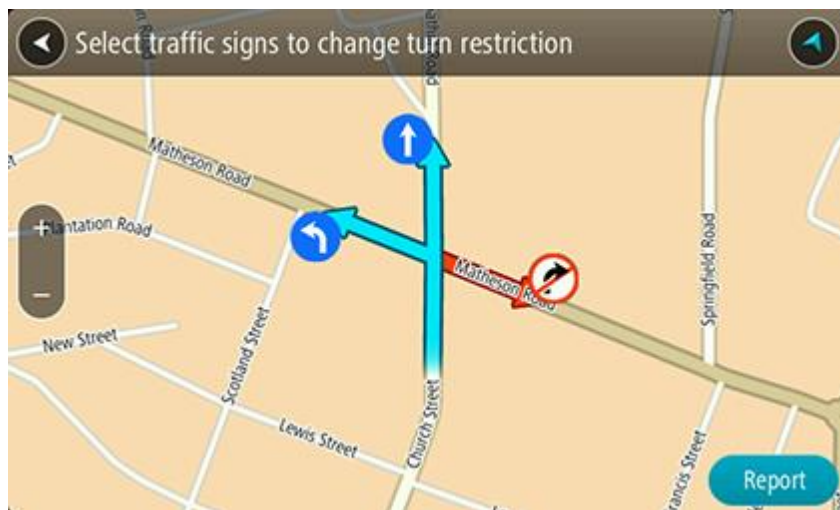 Select traffic signs to change turn restriction
Matheson Road
Plantation Road
Matheson Road
Springfield Road
New Street
Scotland Street
Lewis Street
Church Street
Report